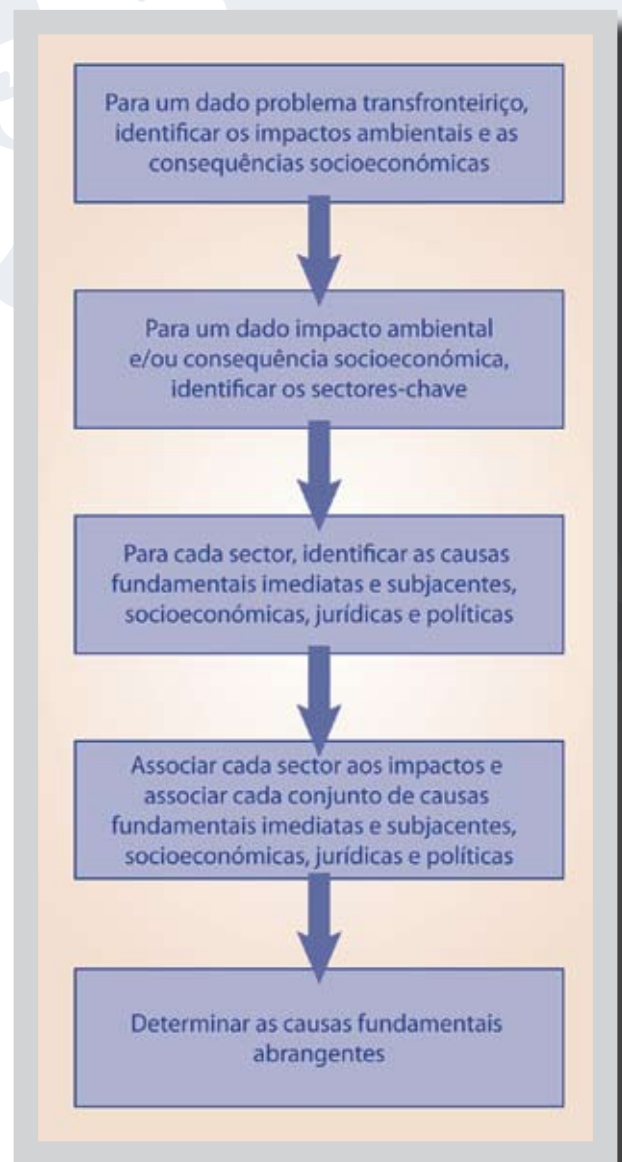 Para um dado problema transfronteiriço,
identificar os impactos ambientais e as
consequências socioeconómicas
Para um dado impacto ambiental
e/ou consequência socioeconómica,
identificar os sectores-chave
Para cada sector, identificar as causas
fundamentais imediatas e subjacentes,
socioeconómicas, jurídicas e políticas
Associar cada sector aos impactos e
associar cada conjunto de causas
fundamentais imediatas e subjacentes,
socioeconómicas, jurídicas e políticas
Determinar as causas fundamentais
abrangentes